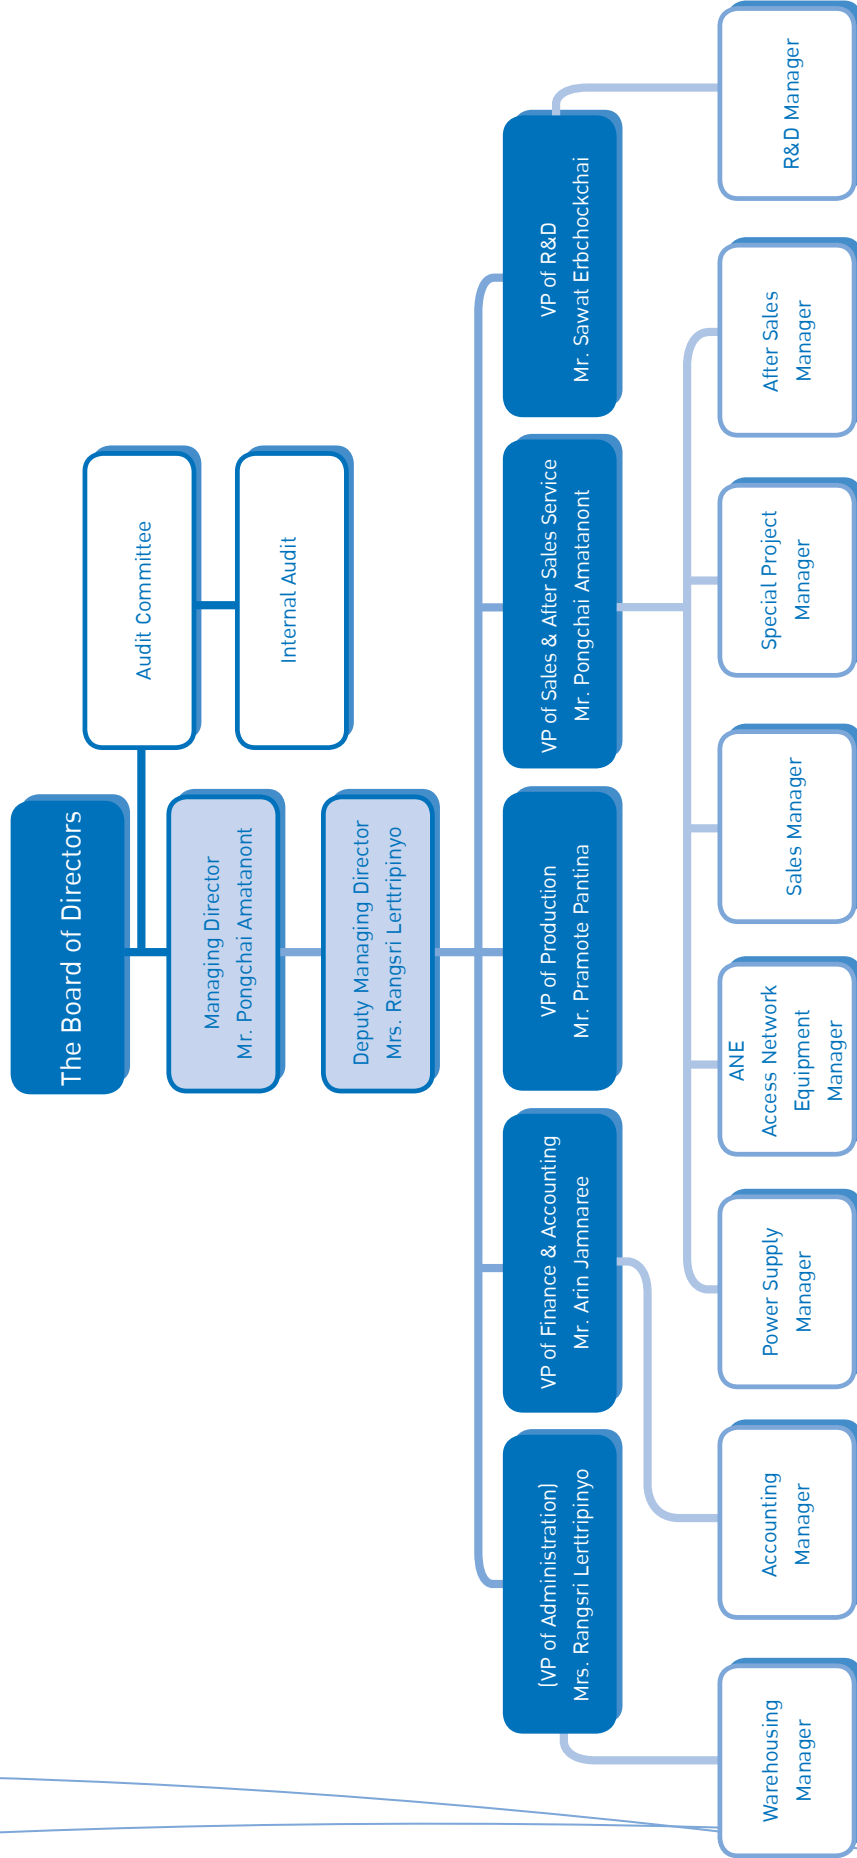 The Board of Directors
Audit Committee
Internal Audit
Managing Director
Mr. Pongchai Amatanont
Deputy Managing Director
Mrs. Rangsri Lerttripinyo
(VP of Administration)
Mrs. Rangsri Lerttripinyo
VP of Finance & Accounting
Mr. Arin Jamnaree
VP of Production
Mr. Pramote Pantina
VP of Sales & After Sales Service
Mr. Pongchai Amatanont
VP of R&D
Mr. Sawat Erbchockchai
Warehousing
Manager
Accounting
Manager
Power Supply
Manager
ANE
Access Network
Equipment
Manager
Sales Manager
Special Project
Manager
After Sales
Manager
R&D Manager